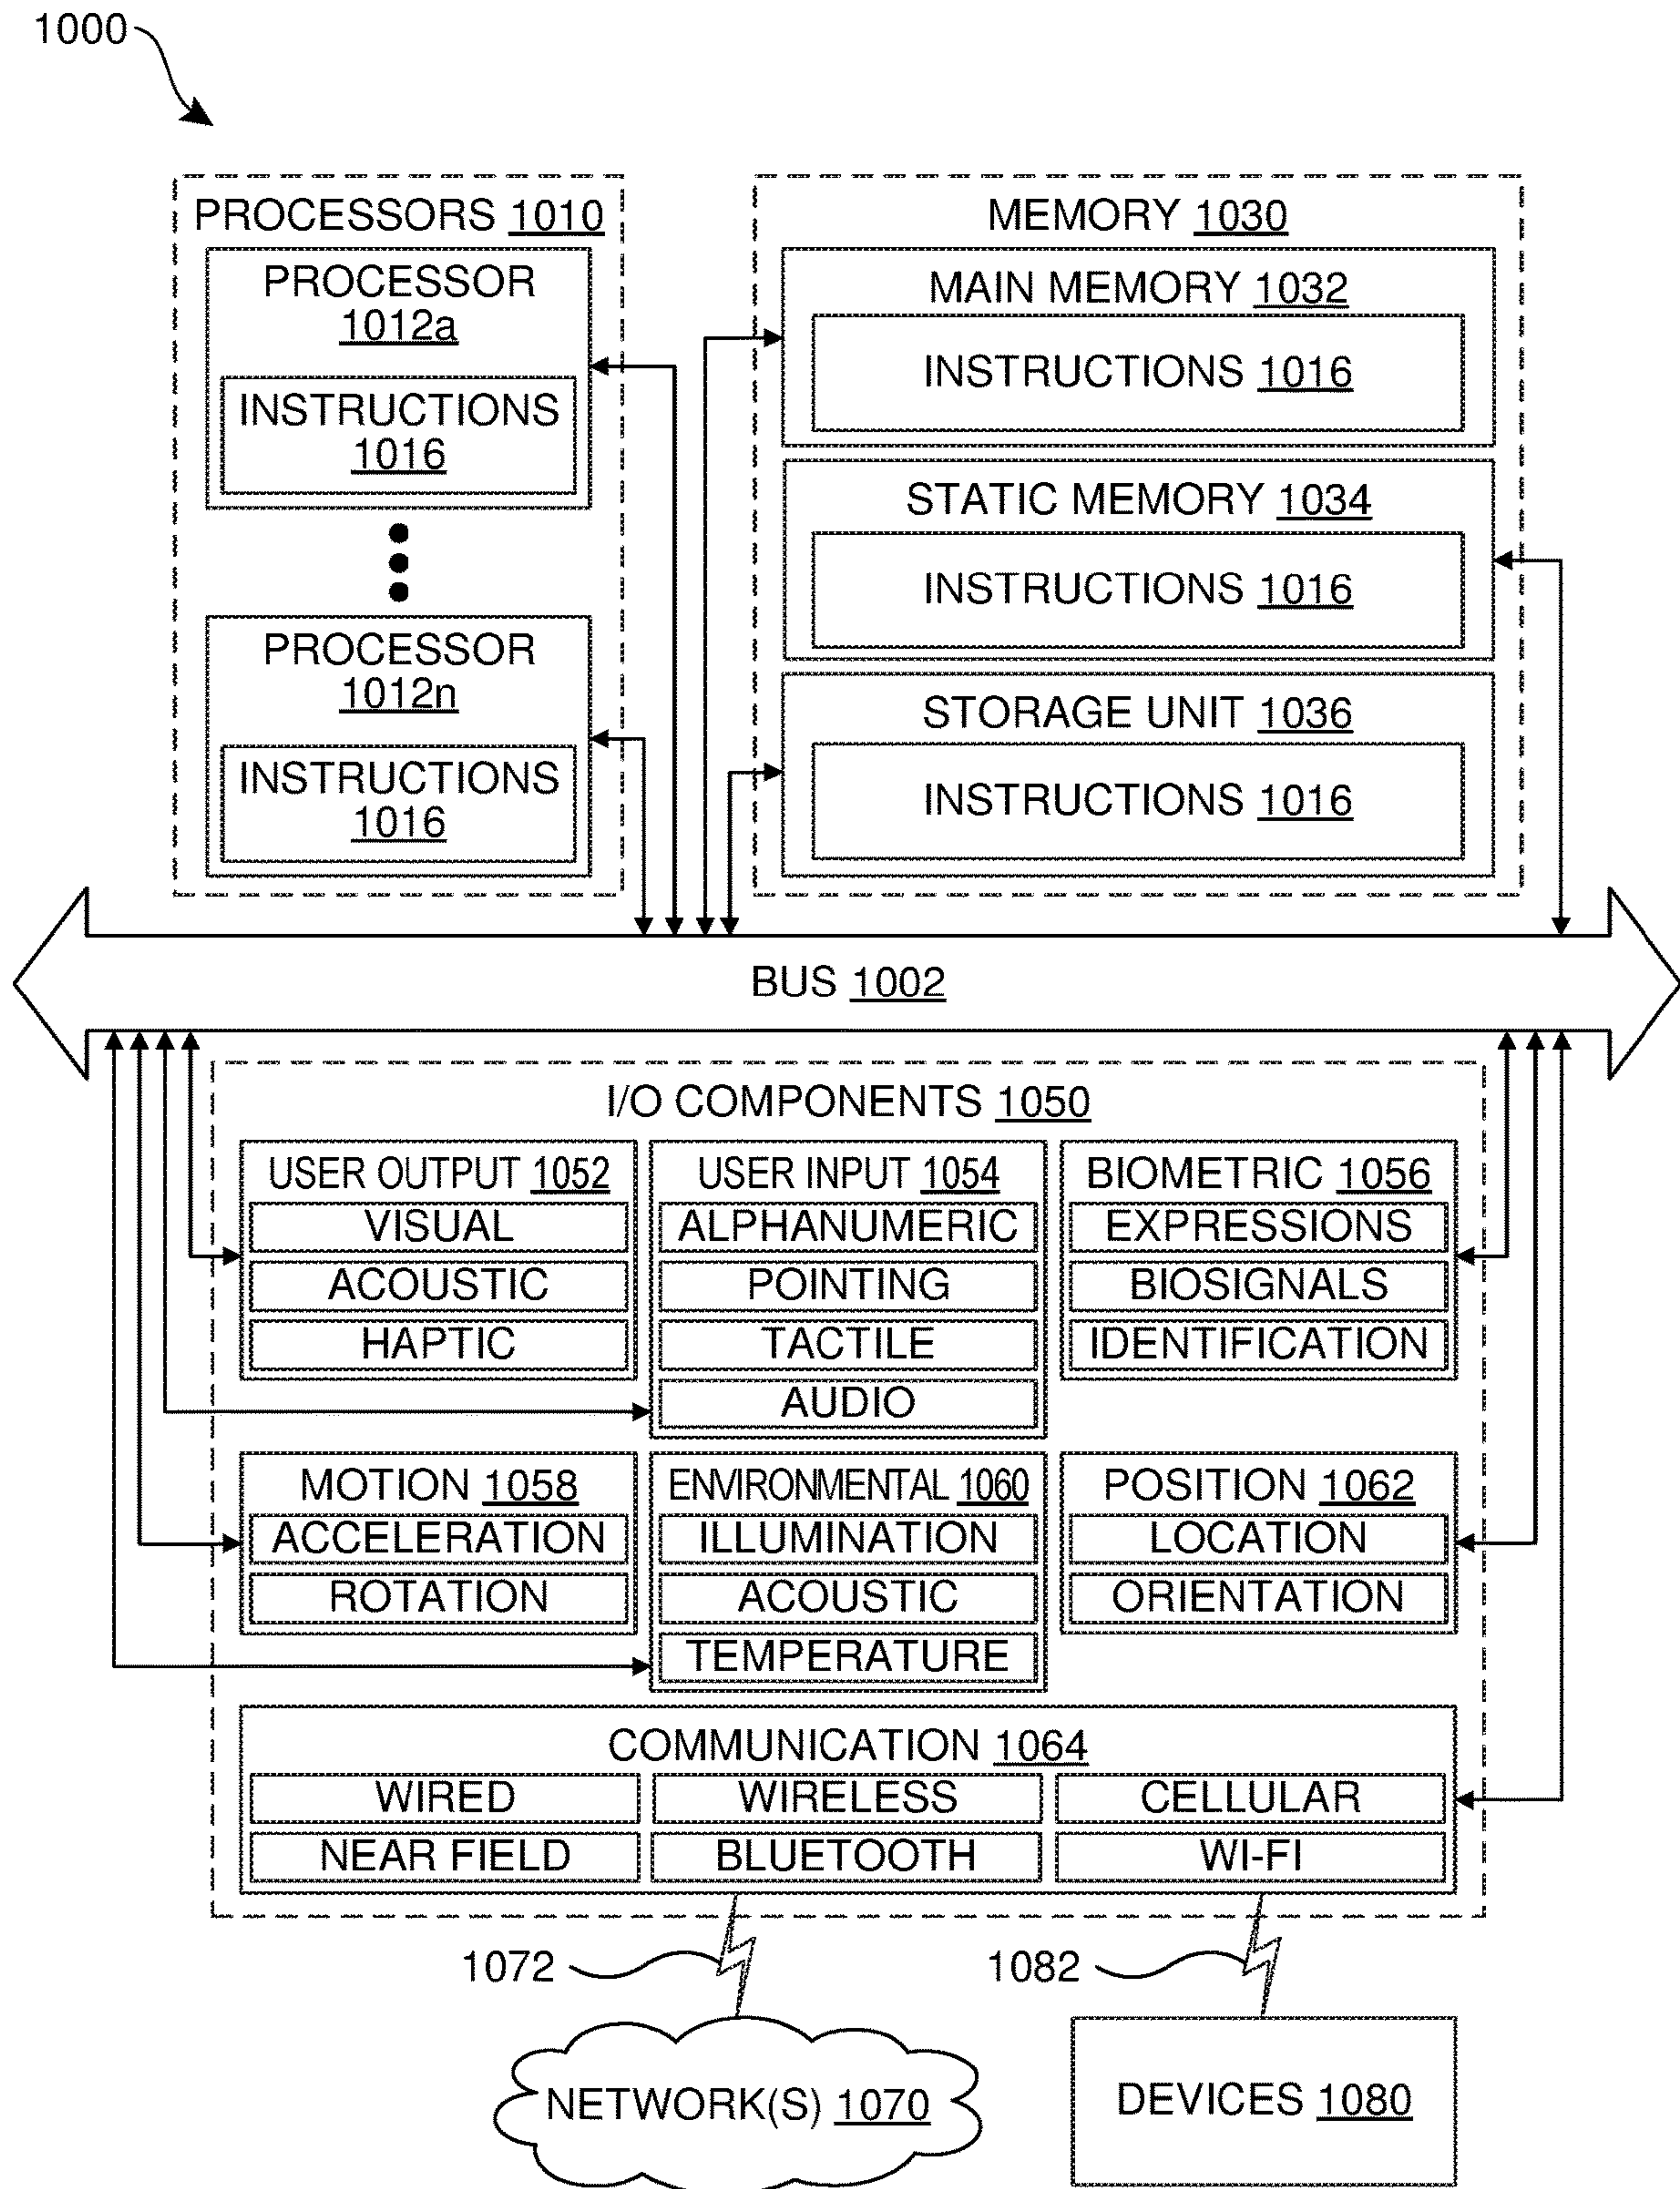 1000
PROCESSORS 1010
PROCESSOR
1012a
INSTRUCTIONS
1016
PROCESSOR
1012n
INSTRUCTIONS
1016
MEMORY 1030
MAIN MEMORY 1032
INSTRUCTIONS 1016
STATIC MEMORY 1034
INSTRUCTIONS 1016
STORAGE UNIT 1036
INSTRUCTIONS 1016
BUS 1002
I/O COMPONENTS 1050
USER OUTPUT 1052
VISUAL
ACOUSTIC
HAPTIC
USER INPUT 1054
ALPHANUMERIC
POINTING
TACTILE
AUDIO
BIOMETRIC 1056
EXPRESSIONS
BIOSIGNALS
IDENTIFICATION
MOTION 1058
ACCELERATION
ROTATION
ENVIRONMENTAL 1060
ILLUMINATION
ACOUSTIC
TEMPERATURE
POSITION 1062
LOCATION
ORIENTATION
COMMUNICATION 1064
WIRED
WIRELESS
CELLULAR
NEAR FIELD
BLUETOOTH
WI-FI
1072
1082
NETWORK(S) 1070
DEVICES 1080